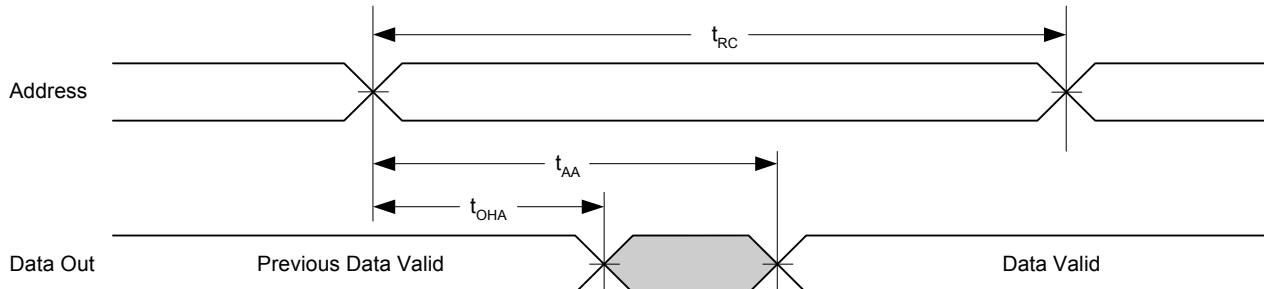 t_RC
Address
t_AA
t_OHA
Data Out Previous Data Valid Data Valid